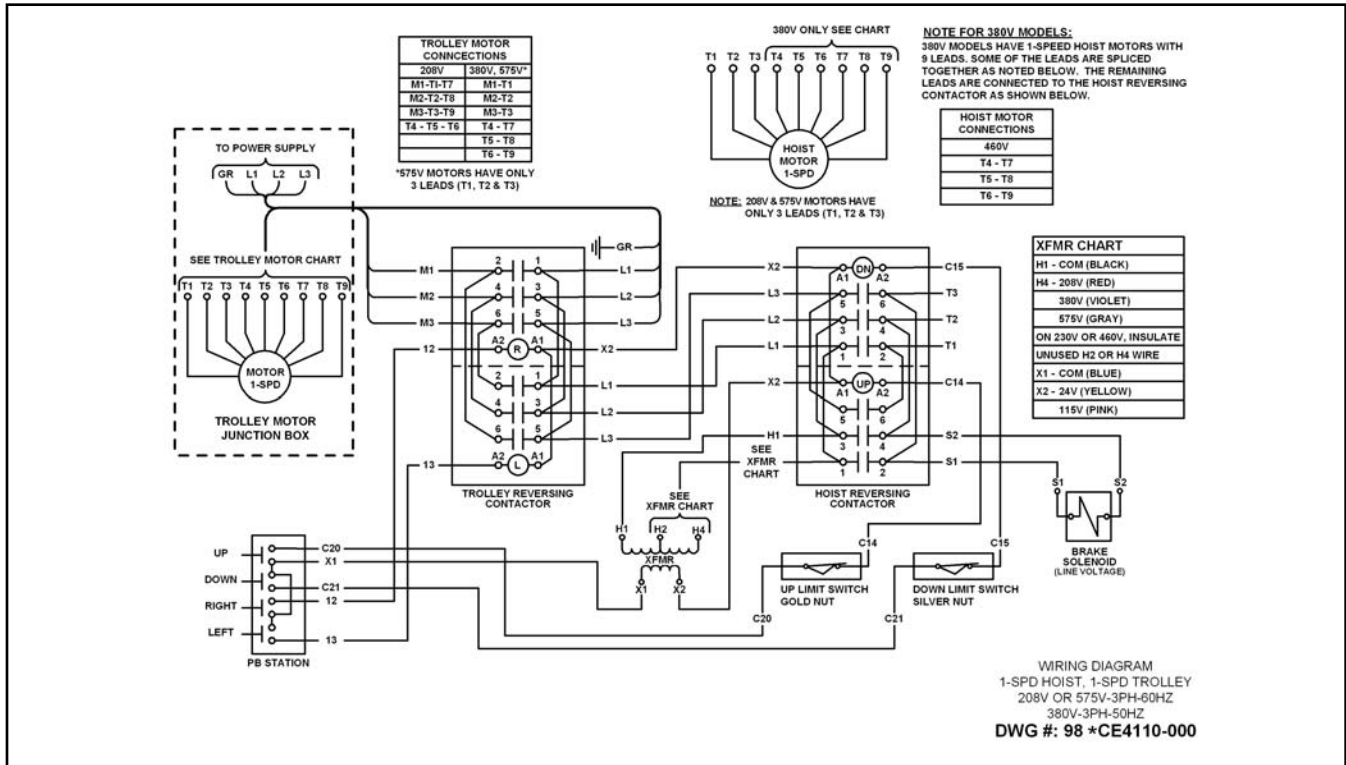 TROLLEY MOTOR
CONNCECTIONS
208V 380V, 575V*
M1-TI-T7 M1-T1
M2-T2-T8 M2-T2
M3-T3-T9 M3-T3
T4 - T5 - T6 T4 - T7
T5 - T8
T6 - T9
*575V MOTORS HAVE ONLY
3 LEADS (T1, T2 & T3)
380V ONLY SEE CHART
T1 T2 T3 T4 T5 T6 T7 T8 T9
HOIST
MOTOR
1-SPD
NOTE: 208V & 575V MOTORS HAVE
ONLY 3 LEADS (T1, T2 & T3)
NOTE FOR 380V MODELS:
380V MODELS HAVE 1-SPEED HOIST MOTORS WITH
9 LEADS. SOME OF THE LEADS ARE SPLICED
TOGETHER AS NOTED BELOW. THE REMAINING
LEADS ARE CONNECTED TO THE HOIST REVERSING
CONTACTOR AS SHOWN BELOW.
HOIST MOTOR
CONNECTIONS
460V
T4 - T7
T5 - T8
T6 - T9
TO POWER SUPPLY
GR L1 L2 L3
SEE TROLLEY MOTOR CHART
T1 T2 T3 T4 T5 T6 T7 T8 T9
MOTOR
1-SPD
TROLLEY MOTOR
JUNCTION BOX
GR
M1 2 1 L1
M2 4 3 L2
M3 6 5 L3
12 A2 R A1 X2
2 1 L1
4 3 L2
6 5 L3
13 A2 L A1
TROLLEY REVERSING
CONTACTOR
X2 A1 DN A2 C15
L3 5 6 T3
L2 3 4 T2
L1 1 2 T1
X2 A1 UP A2 C14
5 6
H1 3 4 S2
SEE
XFMR
CHART
1 2 S1
HOIST REVERSING
CONTACTOR
XFMR CHART
H1 - COM (BLACK)
H4 - 208V (RED)
380V (VIOLET)
575V (GRAY)
ON 230V OR 460V, INSULATE
UNUSED H2 OR H4 WIRE
X1 - COM (BLUE)
X2 - 24V (YELLOW)
115V (PINK)
SEE
XFMR CHART
H1 H2 H4
XFMR
X1 X2
S1 S2
BRAKE
SOLENOID
(LINE VOLTAGE)
C14 C15
UP LIMIT SWITCH
GOLD NUT
DOWN LIMIT SWITCH
SILVER NUT
C20 C21
UP C20
X1
DOWN C21
RIGHT 12
LEFT 13
PB STATION
WIRING DIAGRAM
1-SPD HOIST, 1-SPD TROLLEY
208V OR 575V-3PH-60HZ
380V-3PH-50HZ
DWG #: 98 *CE4110-000